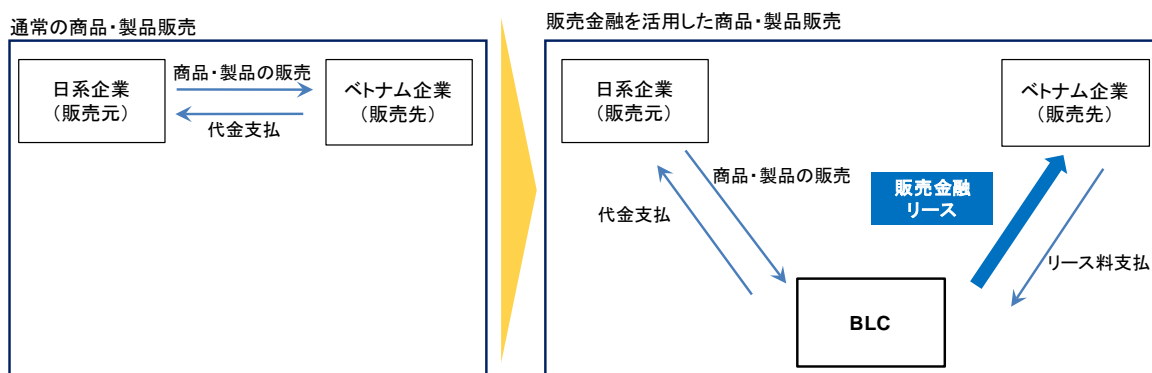 通常の商品・製品販売
日系企業
（販売元）
商品・製品の販売
代金支払
ベトナム企業
（販売先）
販売金融を活用した商品・製品販売
日系企業
（販売元）
ベトナム企業
（販売先）
商品・製品の販売
代金支払
販売金融
リース
リース料支払
BLC